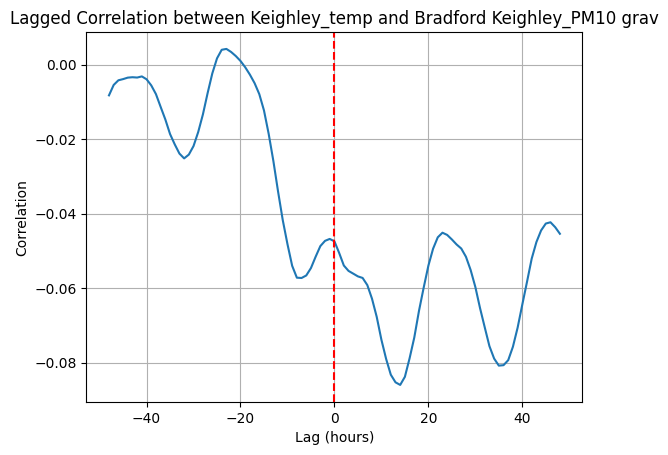 Lagged Correlation between Keighley_temp and Bradford Keighley_PM10 grav
0.00
−0.02
−0.04
−0.06
−0.08
Correlation
−40 −20 0 20 40
Lag (hours)